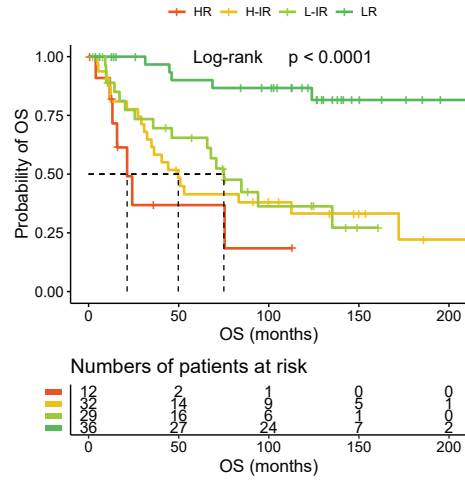 HR H-IR L-IR LR
Log-rank p < 0.0001
Probability of OS
1.00
0.75
0.50
0.25
0.00
0 50 100 150 200
OS (months)
Numbers of patients at risk
12 2 1 0 0
32 14 9 5 1
29 16 6 1 0
36 27 24 7 2
0 50 100 150 200
OS (months)